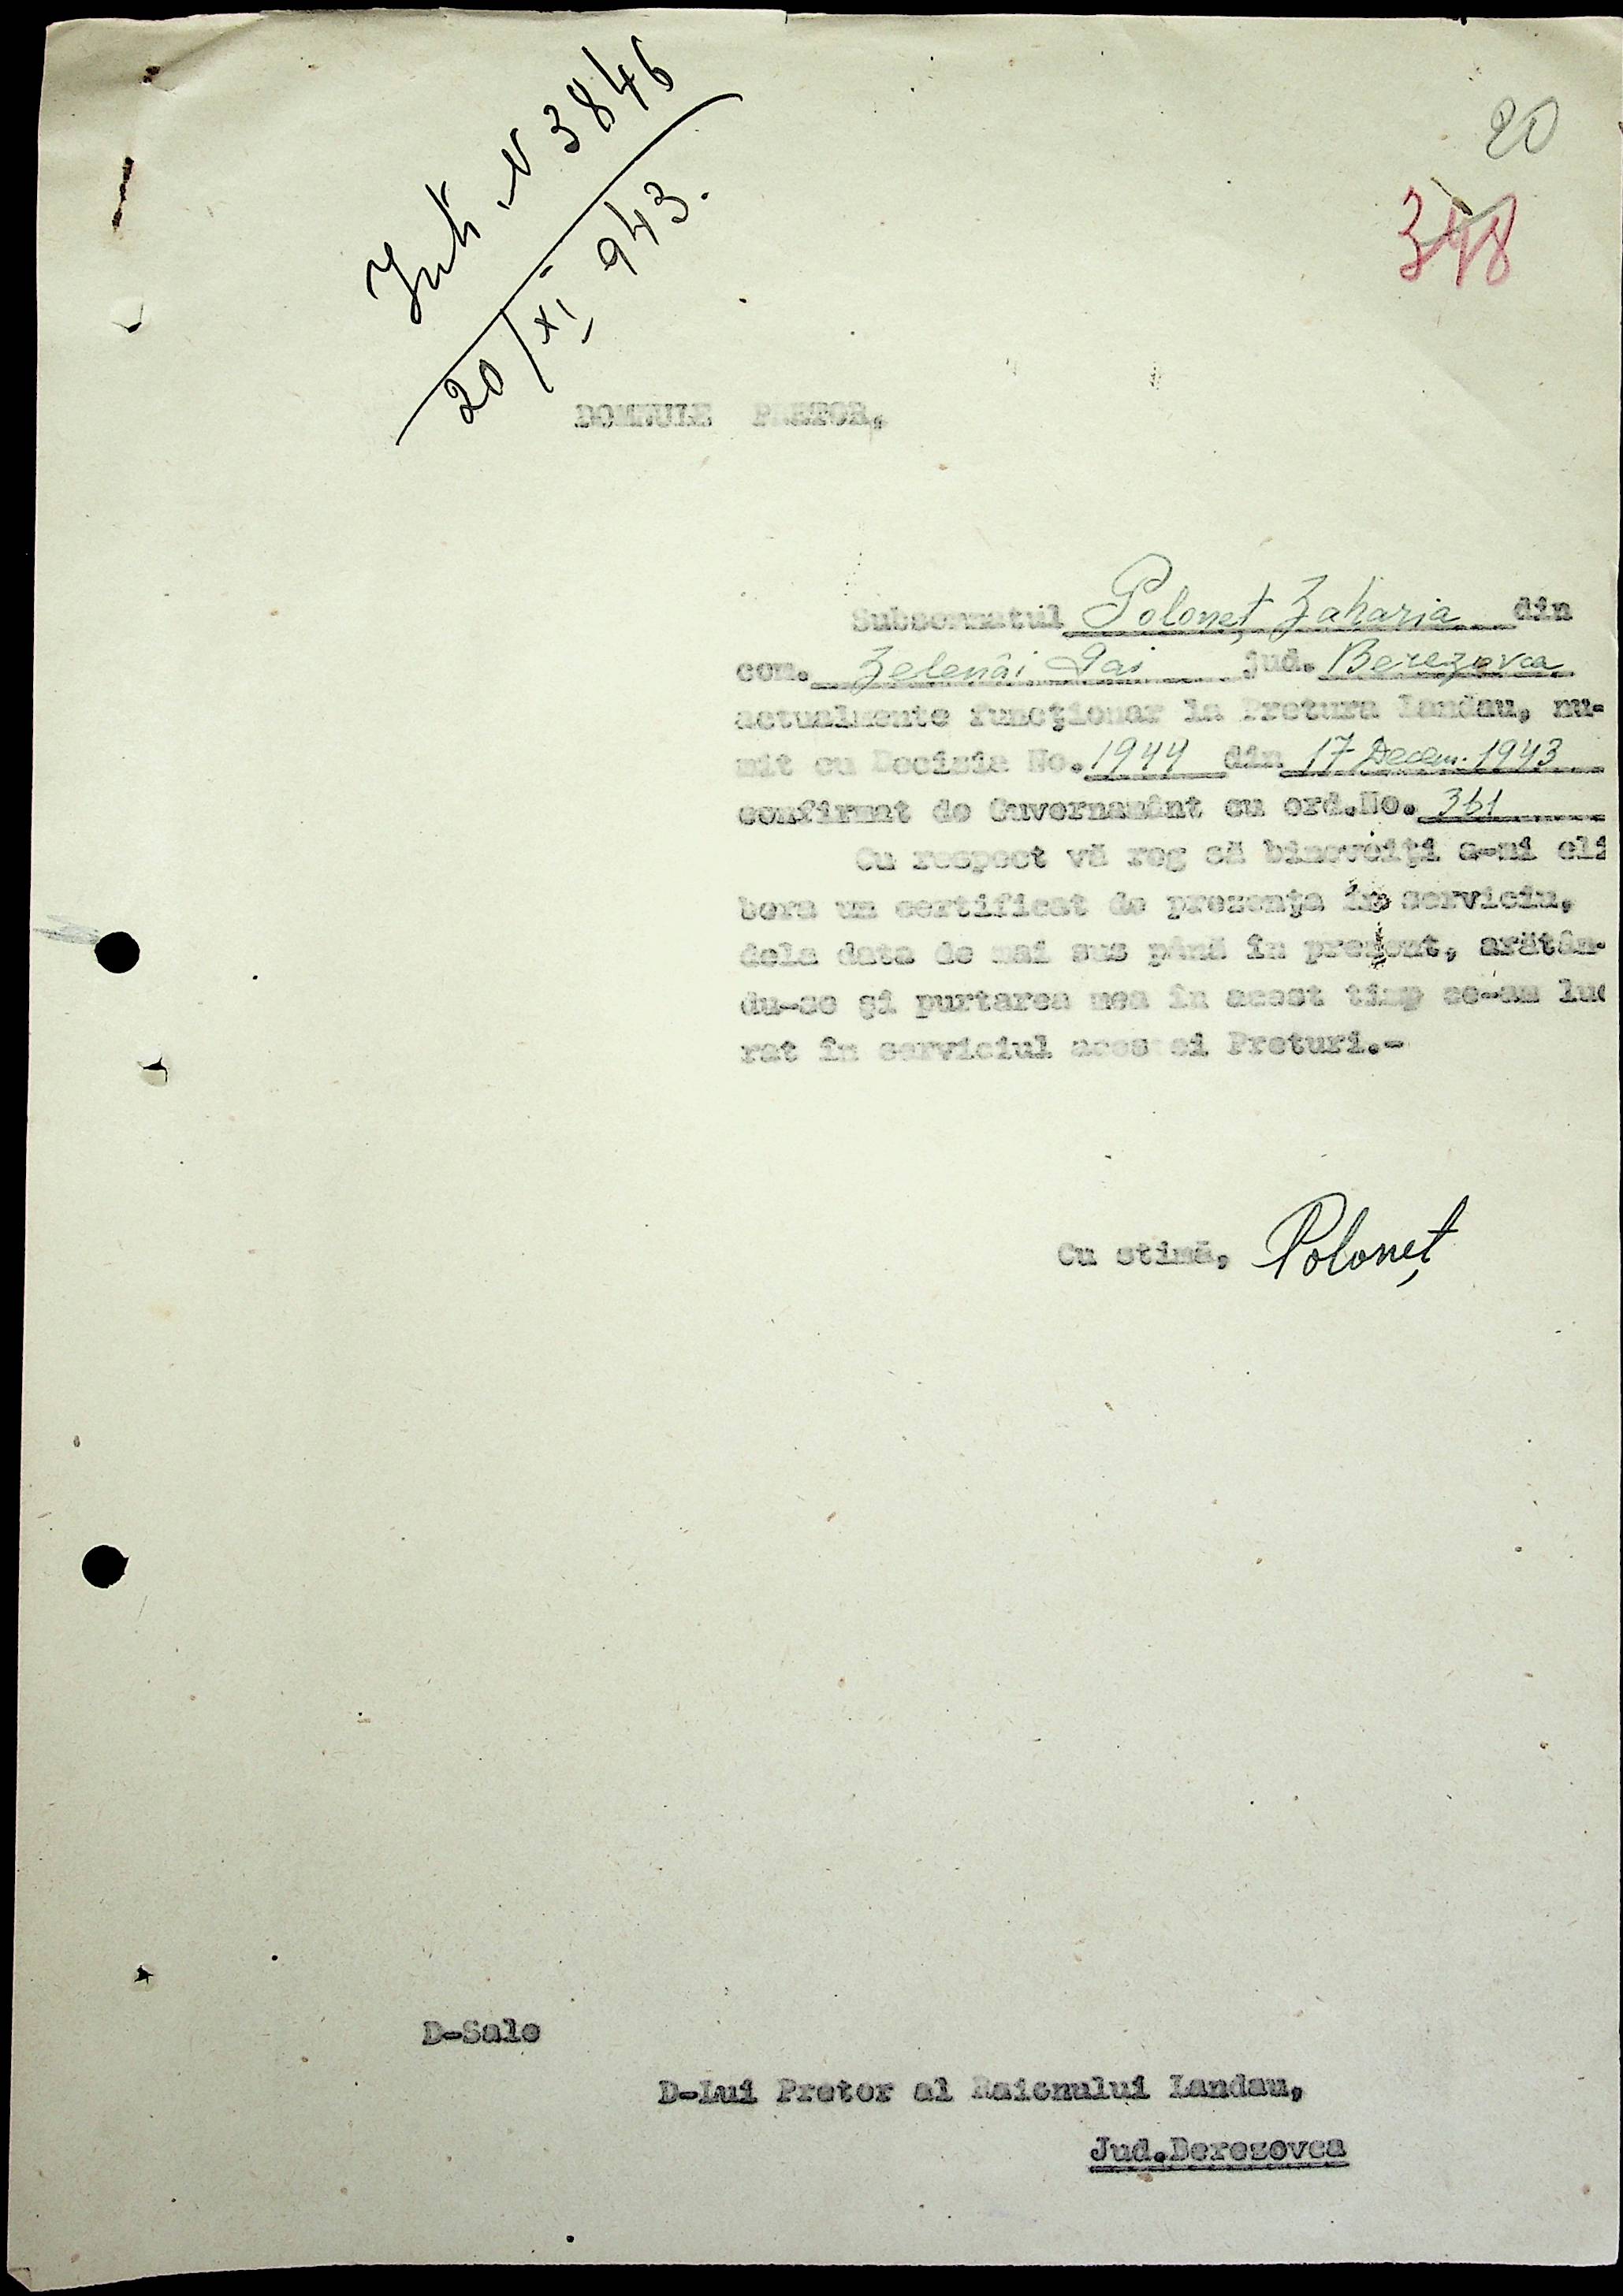 Int. N 3846
20/XI 943.
20
348
DOMNULE PRETOR,
Subsemnatul Poloneț Zaharia din
com. Zelenâi Gai jud. Berezovca
actualmente funcţionar la Pretura Landau, nu-
mit cu Decizia No. 1944 din 17 Decem. 1943
confirmat de Guvernamânt cu ord.No. 361
Cu respect vă rog să binevoiţi a-mi eli
bera un certificat de prezenţa în serviciu,
dela data de mai sus până în prezent, arătân-
du-se şi purtarea mea în acest timp ce-am luc
rat în serviciul acestei Preturi.-
Cu stimă, Poloneț
D-Sale
D-Lui Pretor al Raionului Landau,
Jud.Berezovca